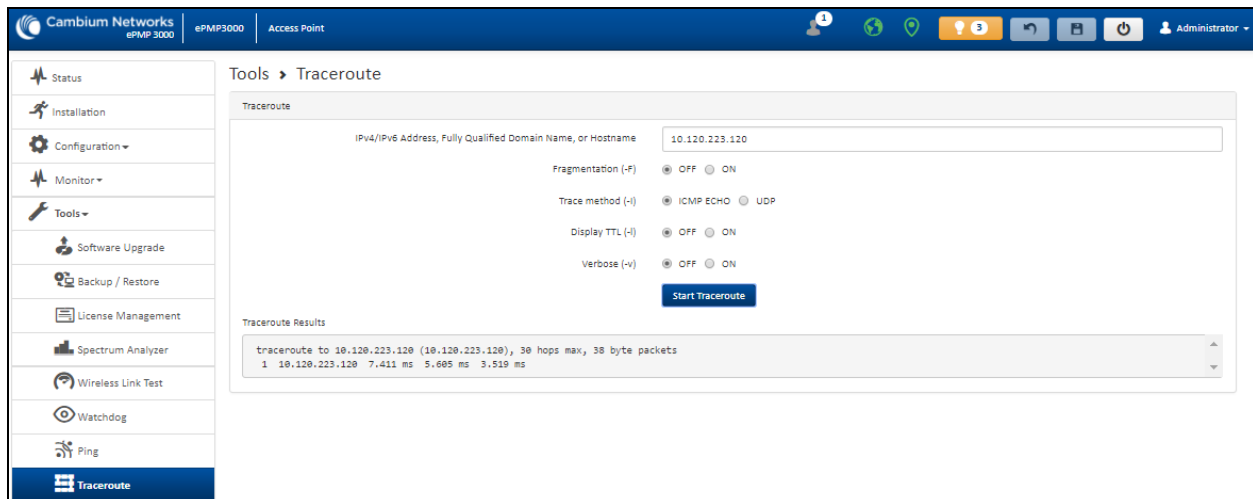 Cambium Networks
ePMP 3000
ePMP3000
Access Point
1
3
Administrator
Status
Installation
Configuration
Monitor
Tools
Software Upgrade
Backup / Restore
License Management
Spectrum Analyzer
Wireless Link Test
Watchdog
Ping
Traceroute
Tools > Traceroute
Traceroute
IPv4/IPv6 Address, Fully Qualified Domain Name, or Hostname 10.120.223.120
Fragmentation (-F) OFF ON
Trace method (-I) ICMP ECHO UDP
Display TTL (-l) OFF ON
Verbose (-v) OFF ON
Start Traceroute
Traceroute Results
traceroute to 10.120.223.120 (10.120.223.120), 30 hops max, 38 byte packets
1 10.120.223.120 7.411 ms 5.605 ms 3.519 ms